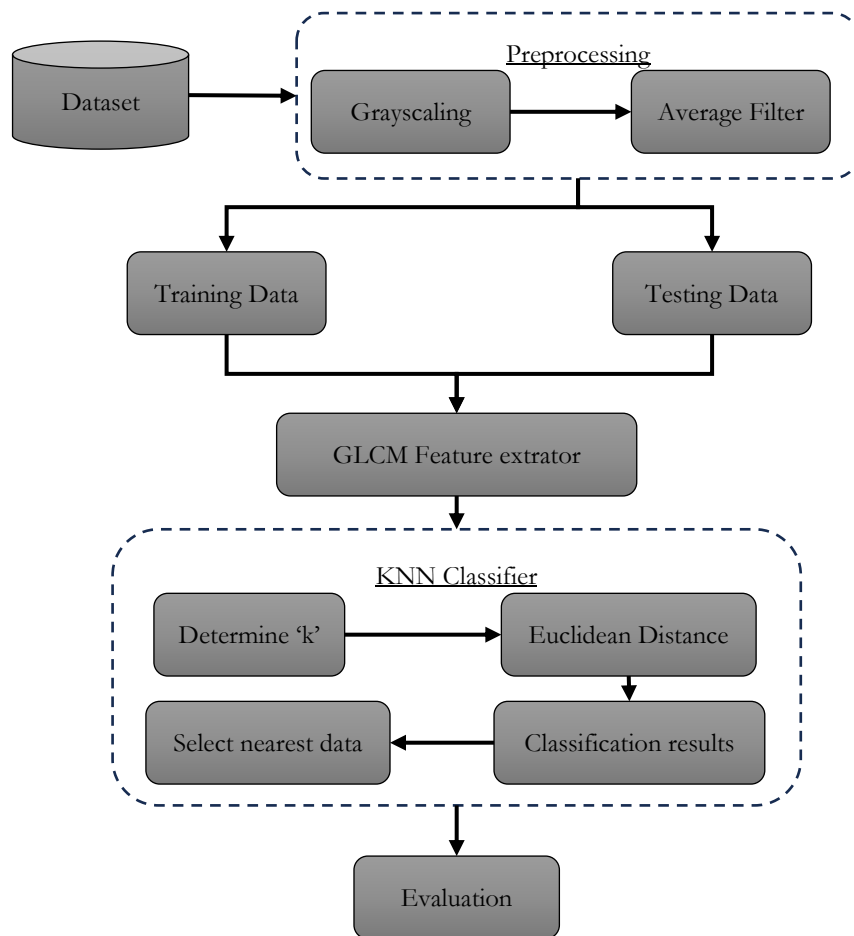 Preprocessing
Dataset
Grayscaling
Average Filter
Training Data
Testing Data
GLCM Feature extrator
KNN Classifier
Determine ‘k’
Euclidean Distance
Select nearest data
Classification results
Evaluation